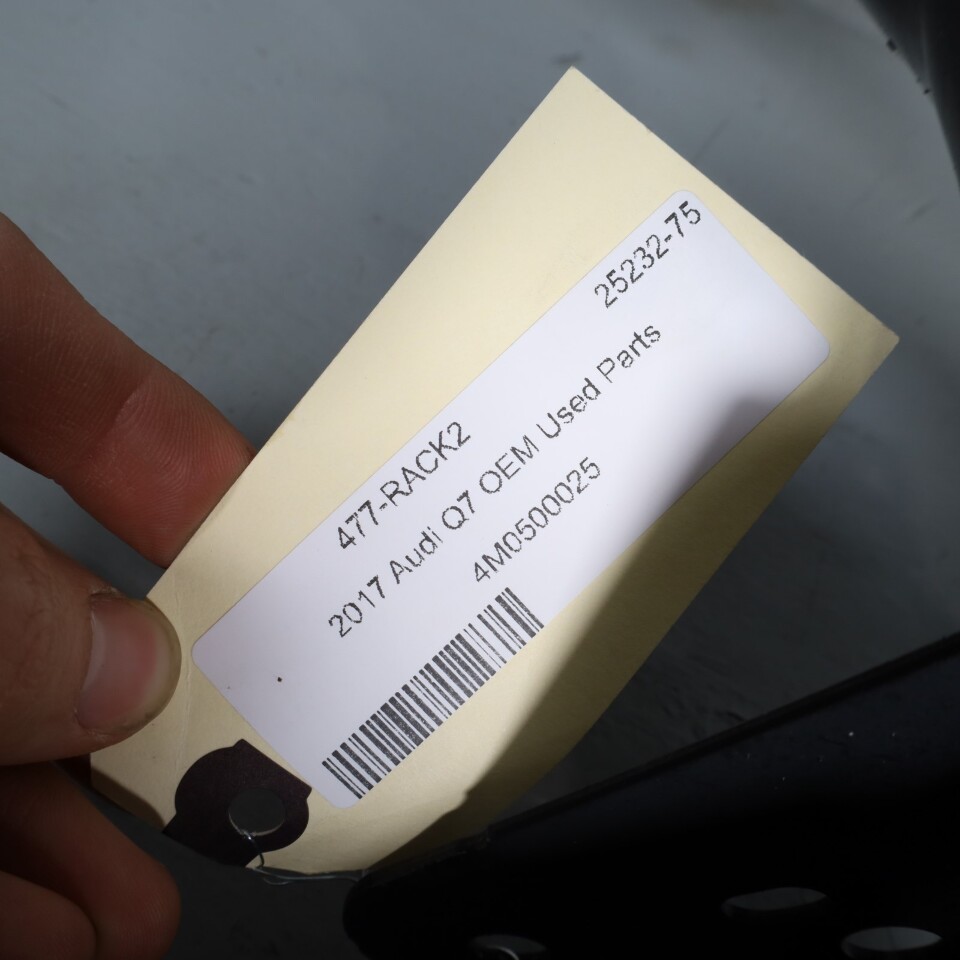 25232-75
477-RACK2
2017 Audi Q7 OEM Used Parts
4M0500025